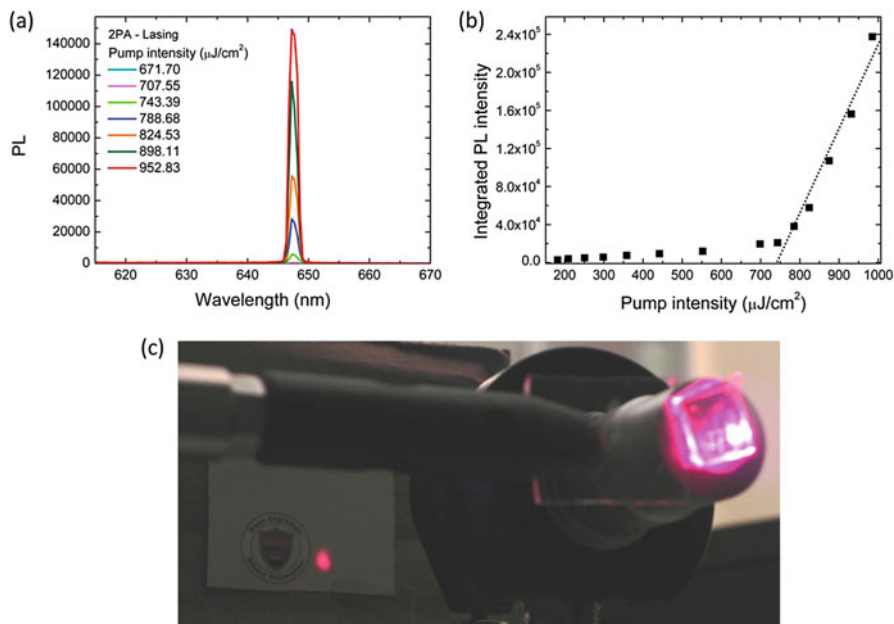 (a)
2PA - Lasing
Pump intensity (μJ/cm²)
671.70
707.55
743.39
788.68
824.53
898.11
952.83
PL
140000
120000
100000
80000
60000
40000
20000
0
620 630 640 650 660 670
Wavelength (nm)
(b)
Integrated PL intensity
2.4x10⁵
2.0x10⁵
1.6x10⁵
1.2x10⁵
8.0x10⁴
4.0x10⁴
0.0
200 300 400 500 600 700 800 900 1000
Pump intensity (μJ/cm²)
(c)